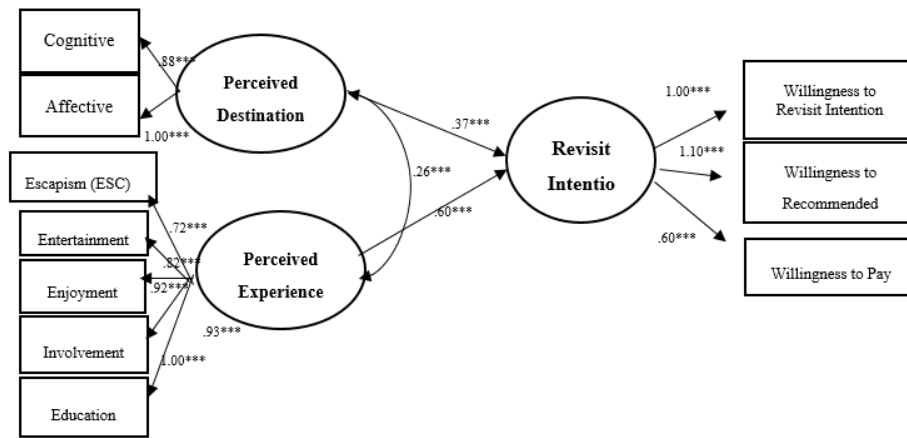 Cognitive
.88***
Affective
1.00***
Perceived
Destination
Escapism (ESC)
.72***
Entertainment
.82***
Enjoyment
.92***
Involvement
.93***
1.00***
Education
Perceived
Experience
.37***
.26***
.60***
Revisit
Intentio
1.00***
Willingness to
Revisit Intention
1.10***
Willingness to
Recommended
.60***
Willingness to Pay